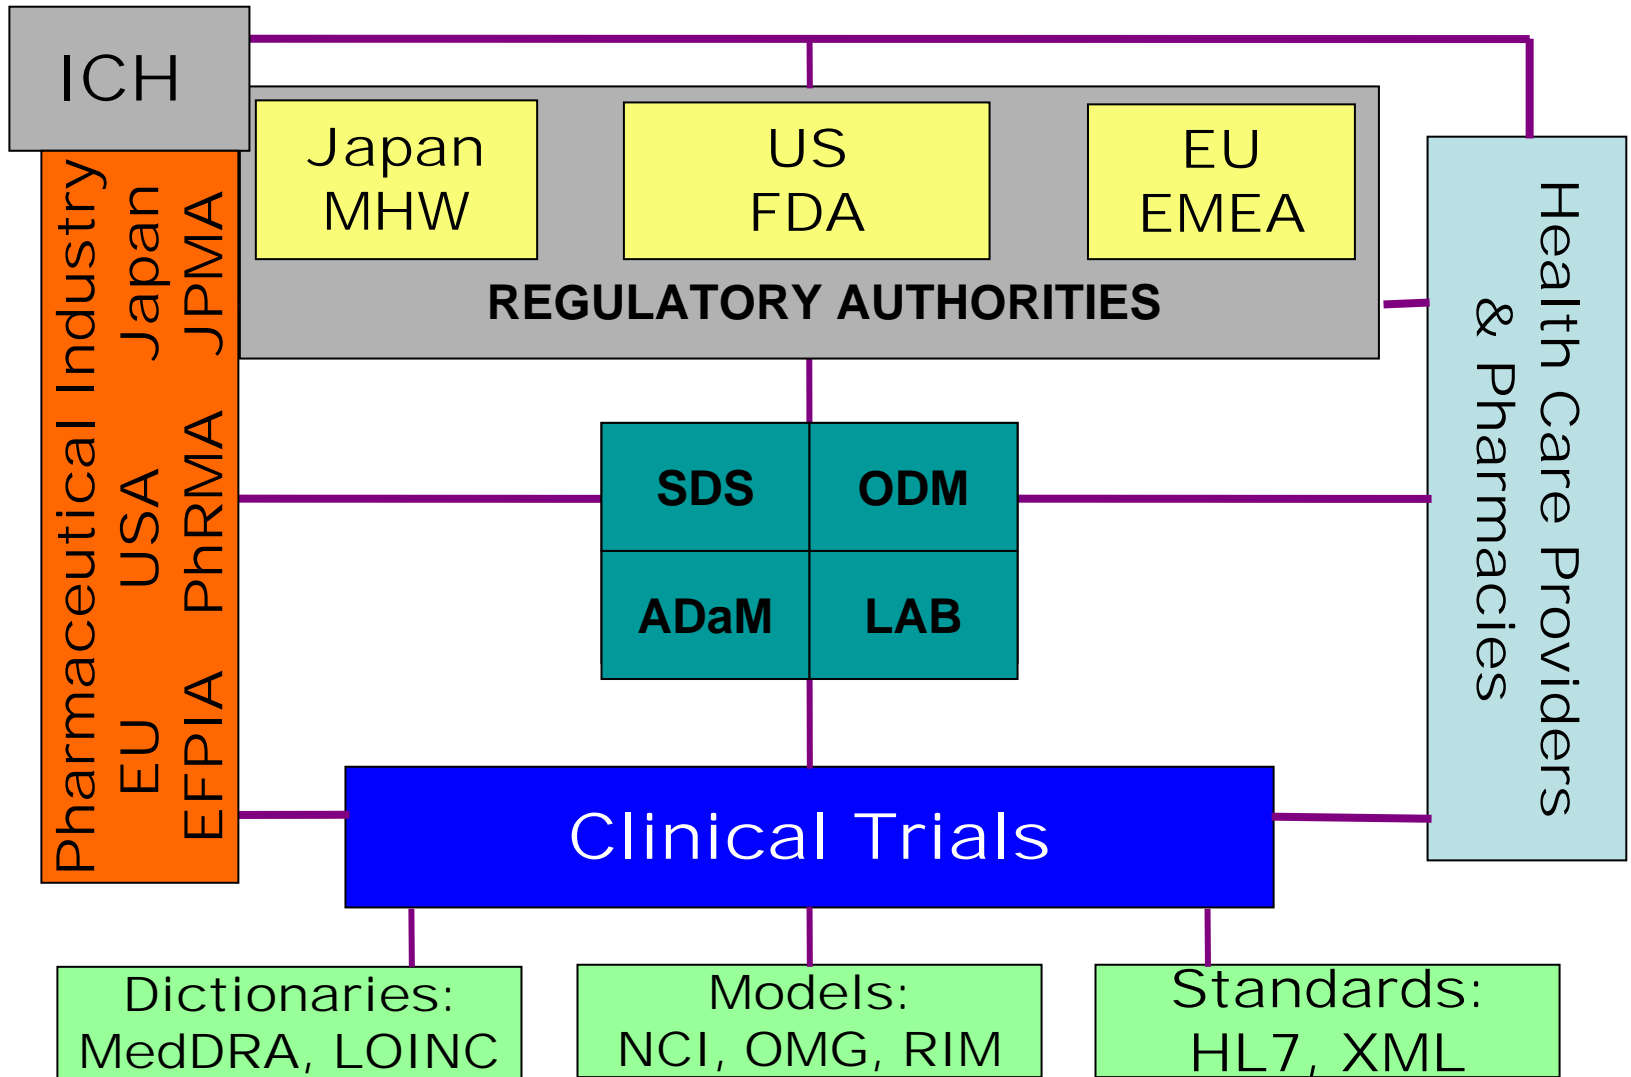 ICH
Japan
MHW
US
FDA
EU
EMEA
REGULATORY AUTHORITIES
Pharmaceutical Industry
EU USA Japan
EFPIA PhRMA JPMA
SDS
ODM
ADaM
LAB
Health Care Providers
& Pharmacies
Clinical Trials
Dictionaries:
MedDRA, LOINC
Models:
NCI, OMG, RIM
Standards:
HL7, XML